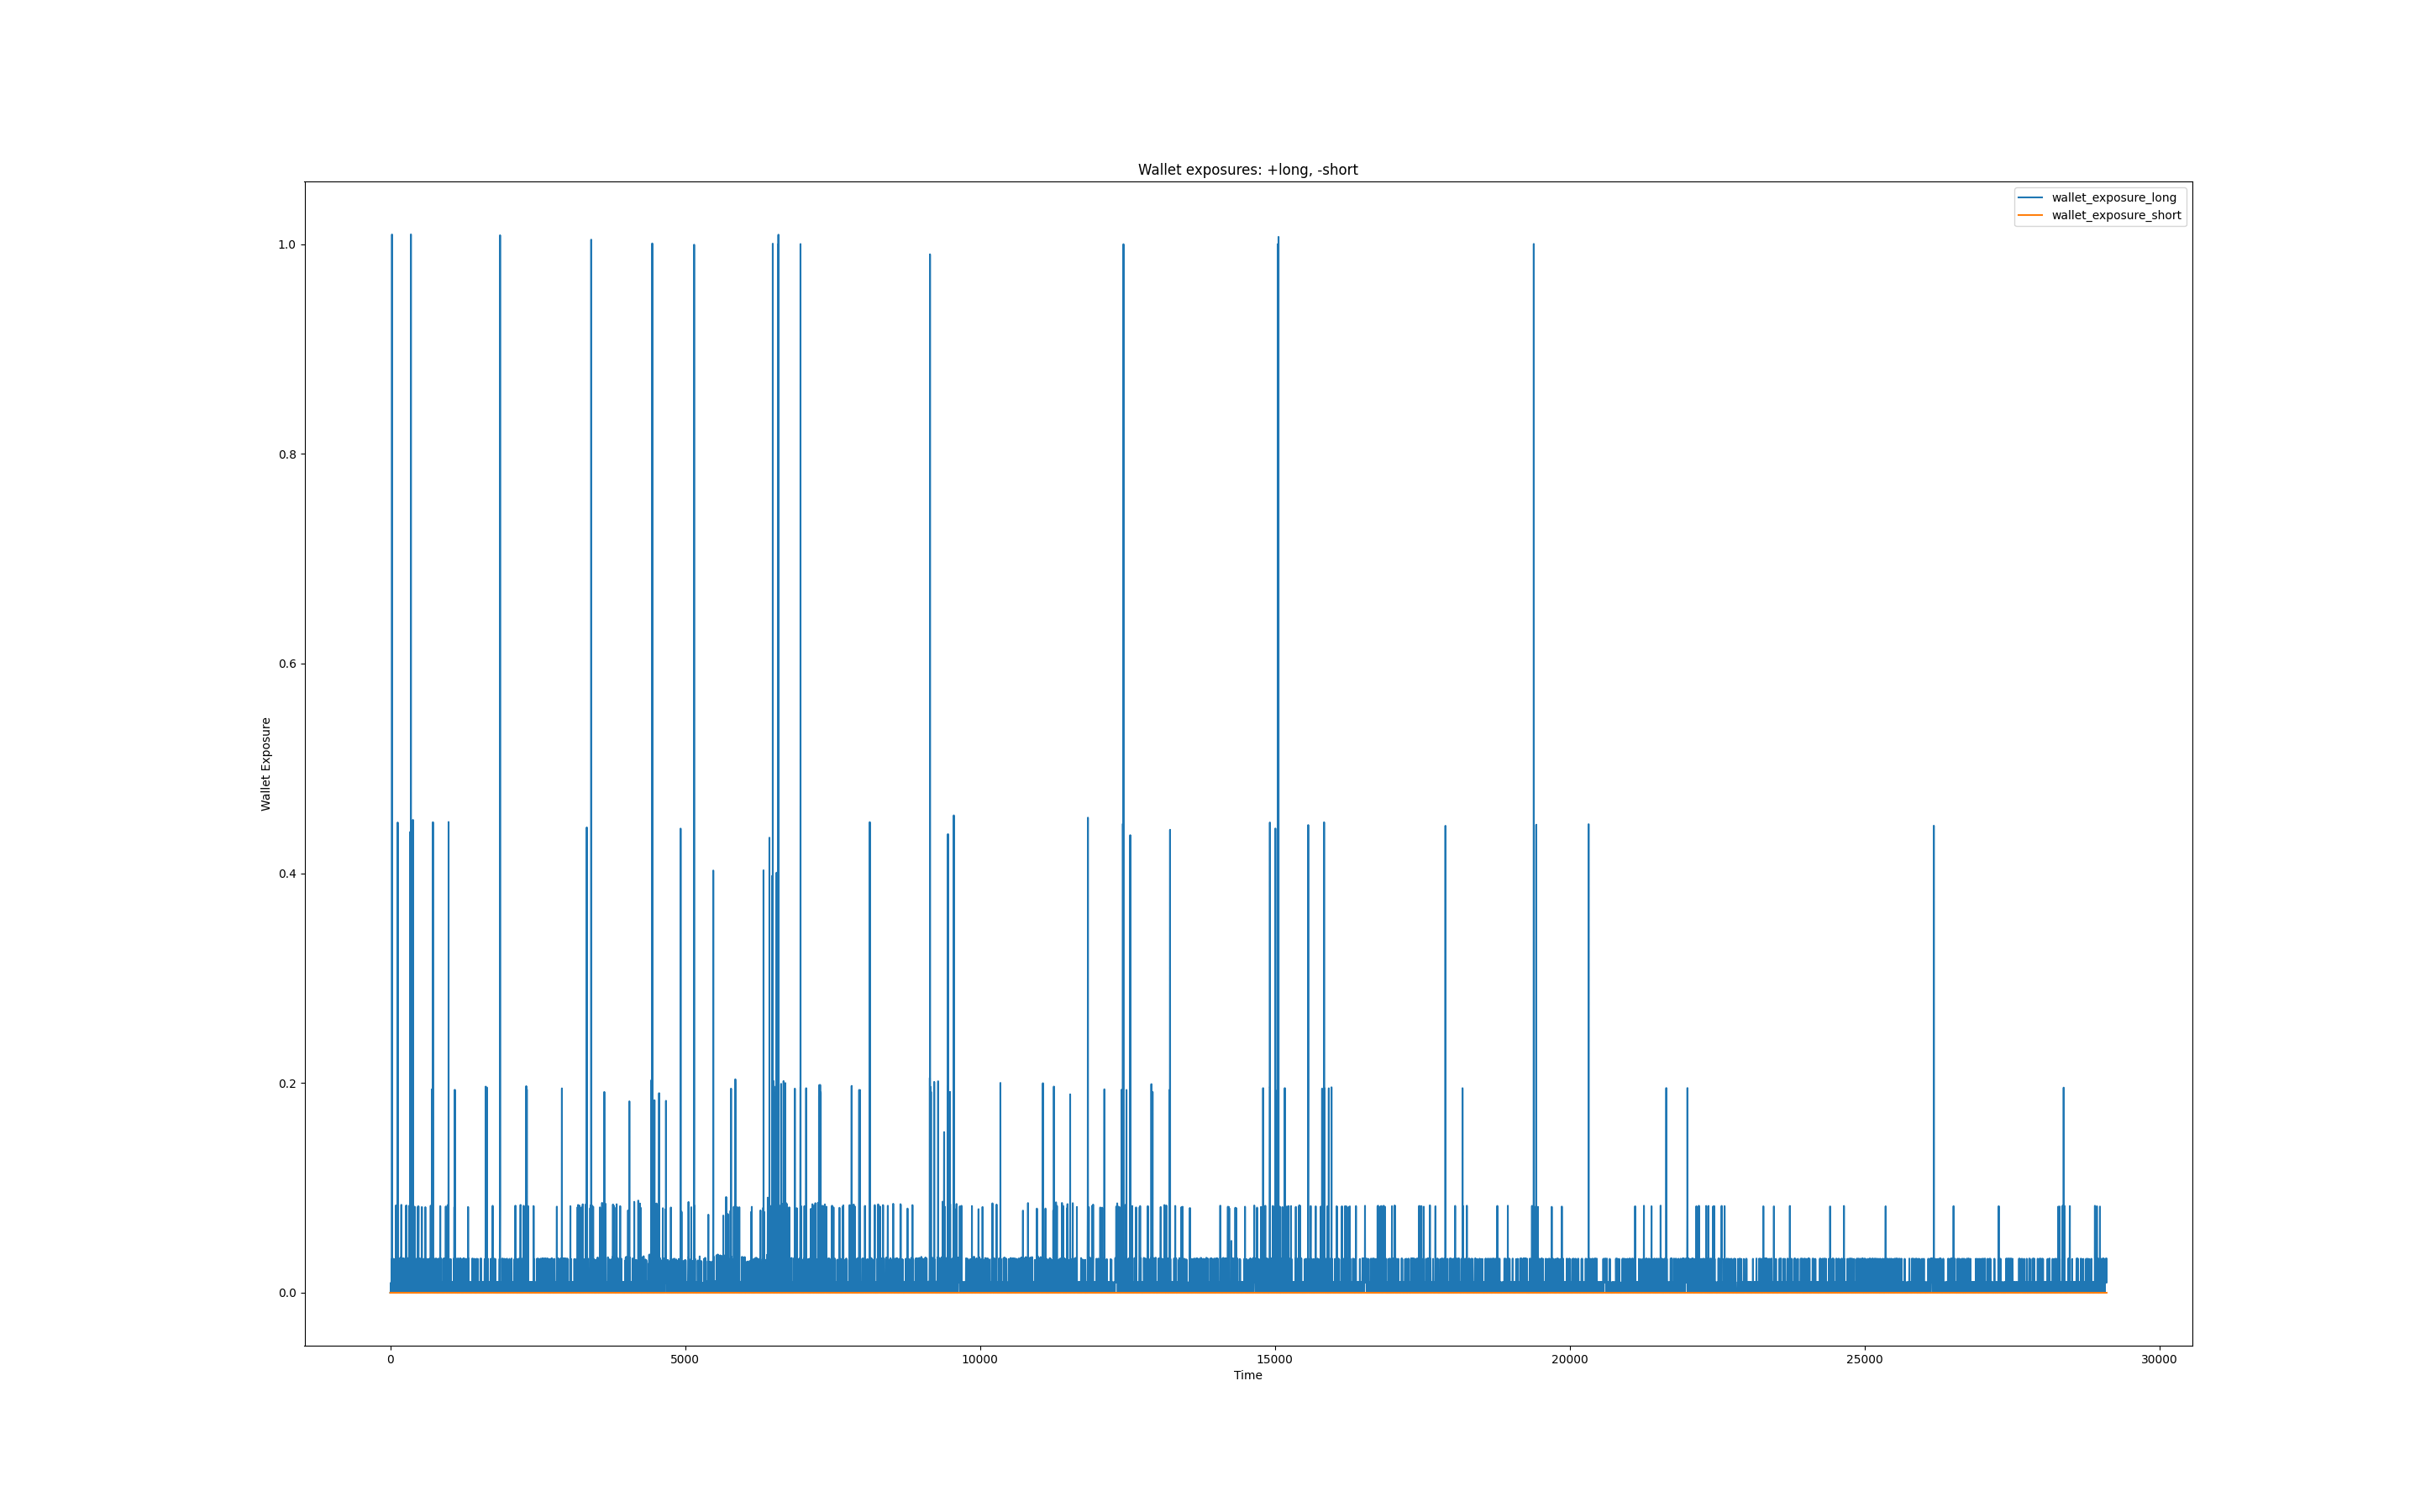 Wallet exposures: +long, -short
wallet_exposure_long
wallet_exposure_short
1.0
0.8
0.6
0.4
0.2
0.0
Wallet Exposure
0 5000 10000 15000 20000 25000 30000
Time